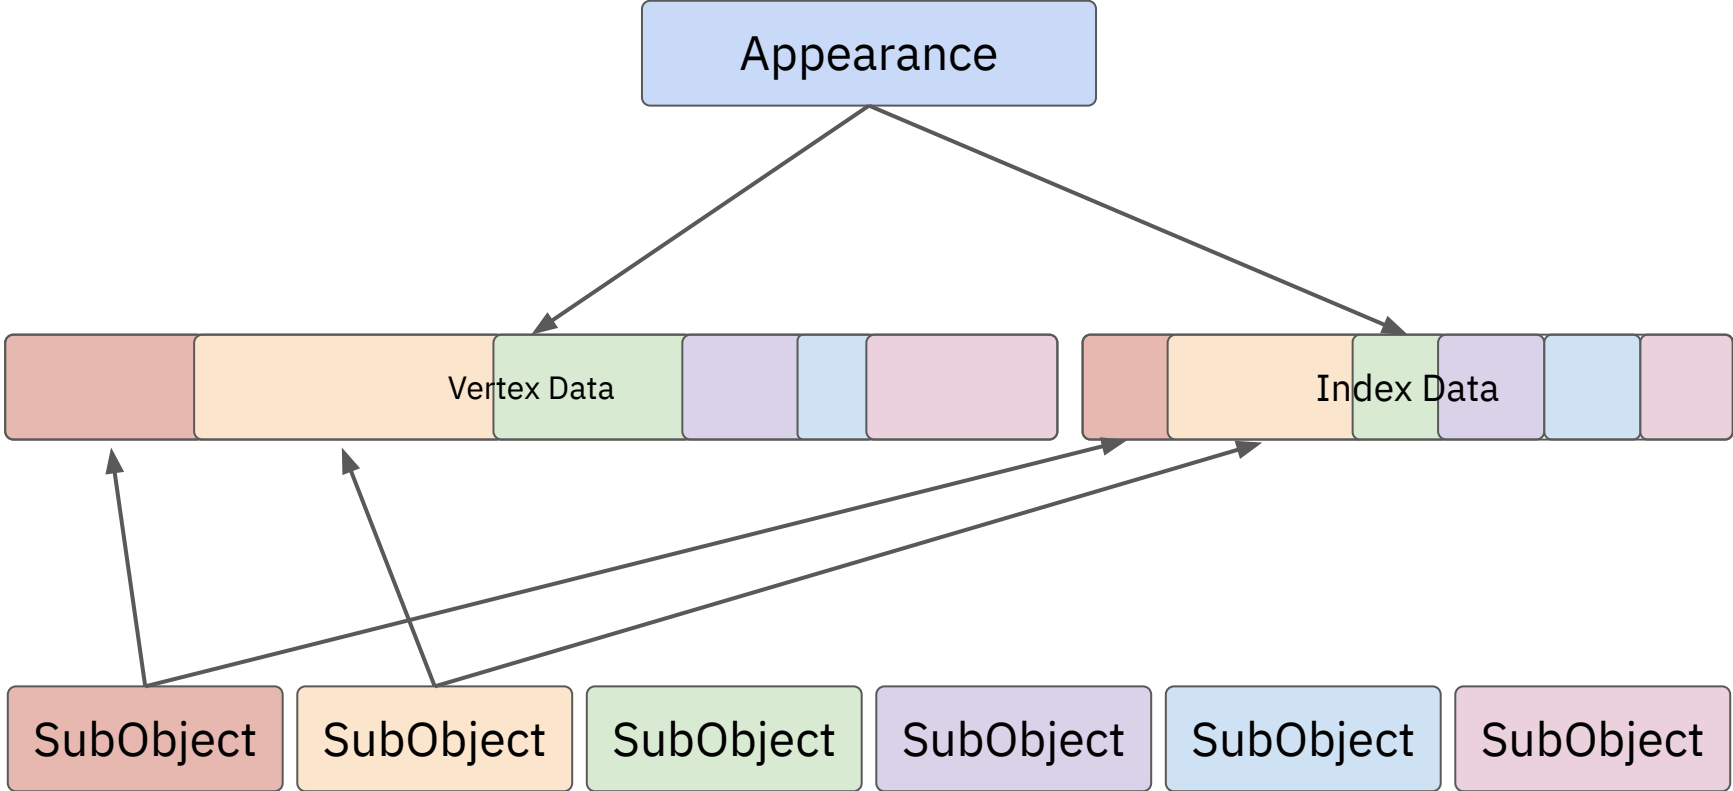 Appearance
Vertex Data
Index Data
SubObject
SubObject
SubObject
SubObject
SubObject
SubObject